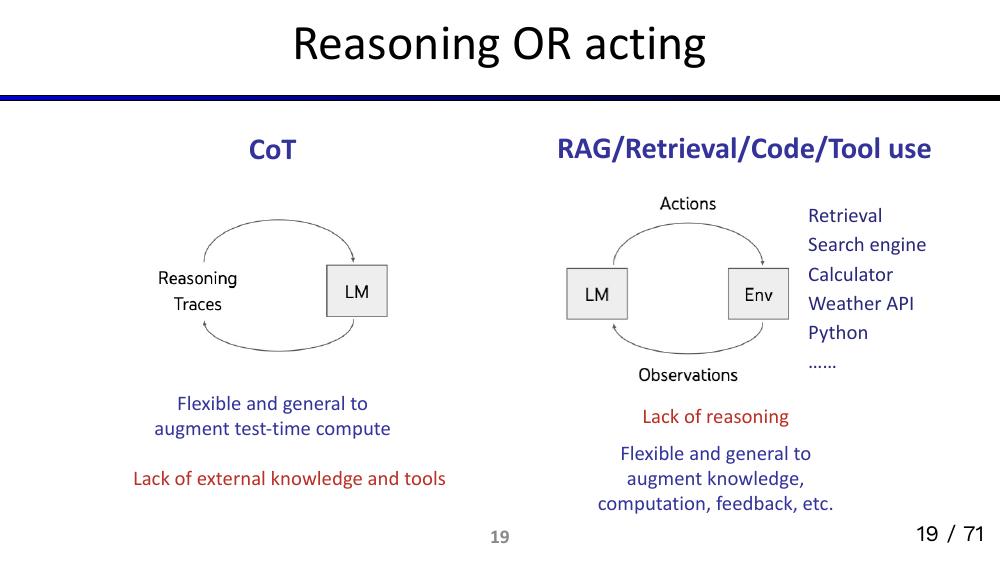 Reasoning OR acting
CoT
Reasoning
Traces
LM
Flexible and general to
augment test-time compute
Lack of external knowledge and tools
RAG/Retrieval/Code/Tool use
Actions
LM
Env
Observations
Retrieval
Search engine
Calculator
Weather API
Python
......
Lack of reasoning
Flexible and general to
augment knowledge,
computation, feedback, etc.
19
19 / 71